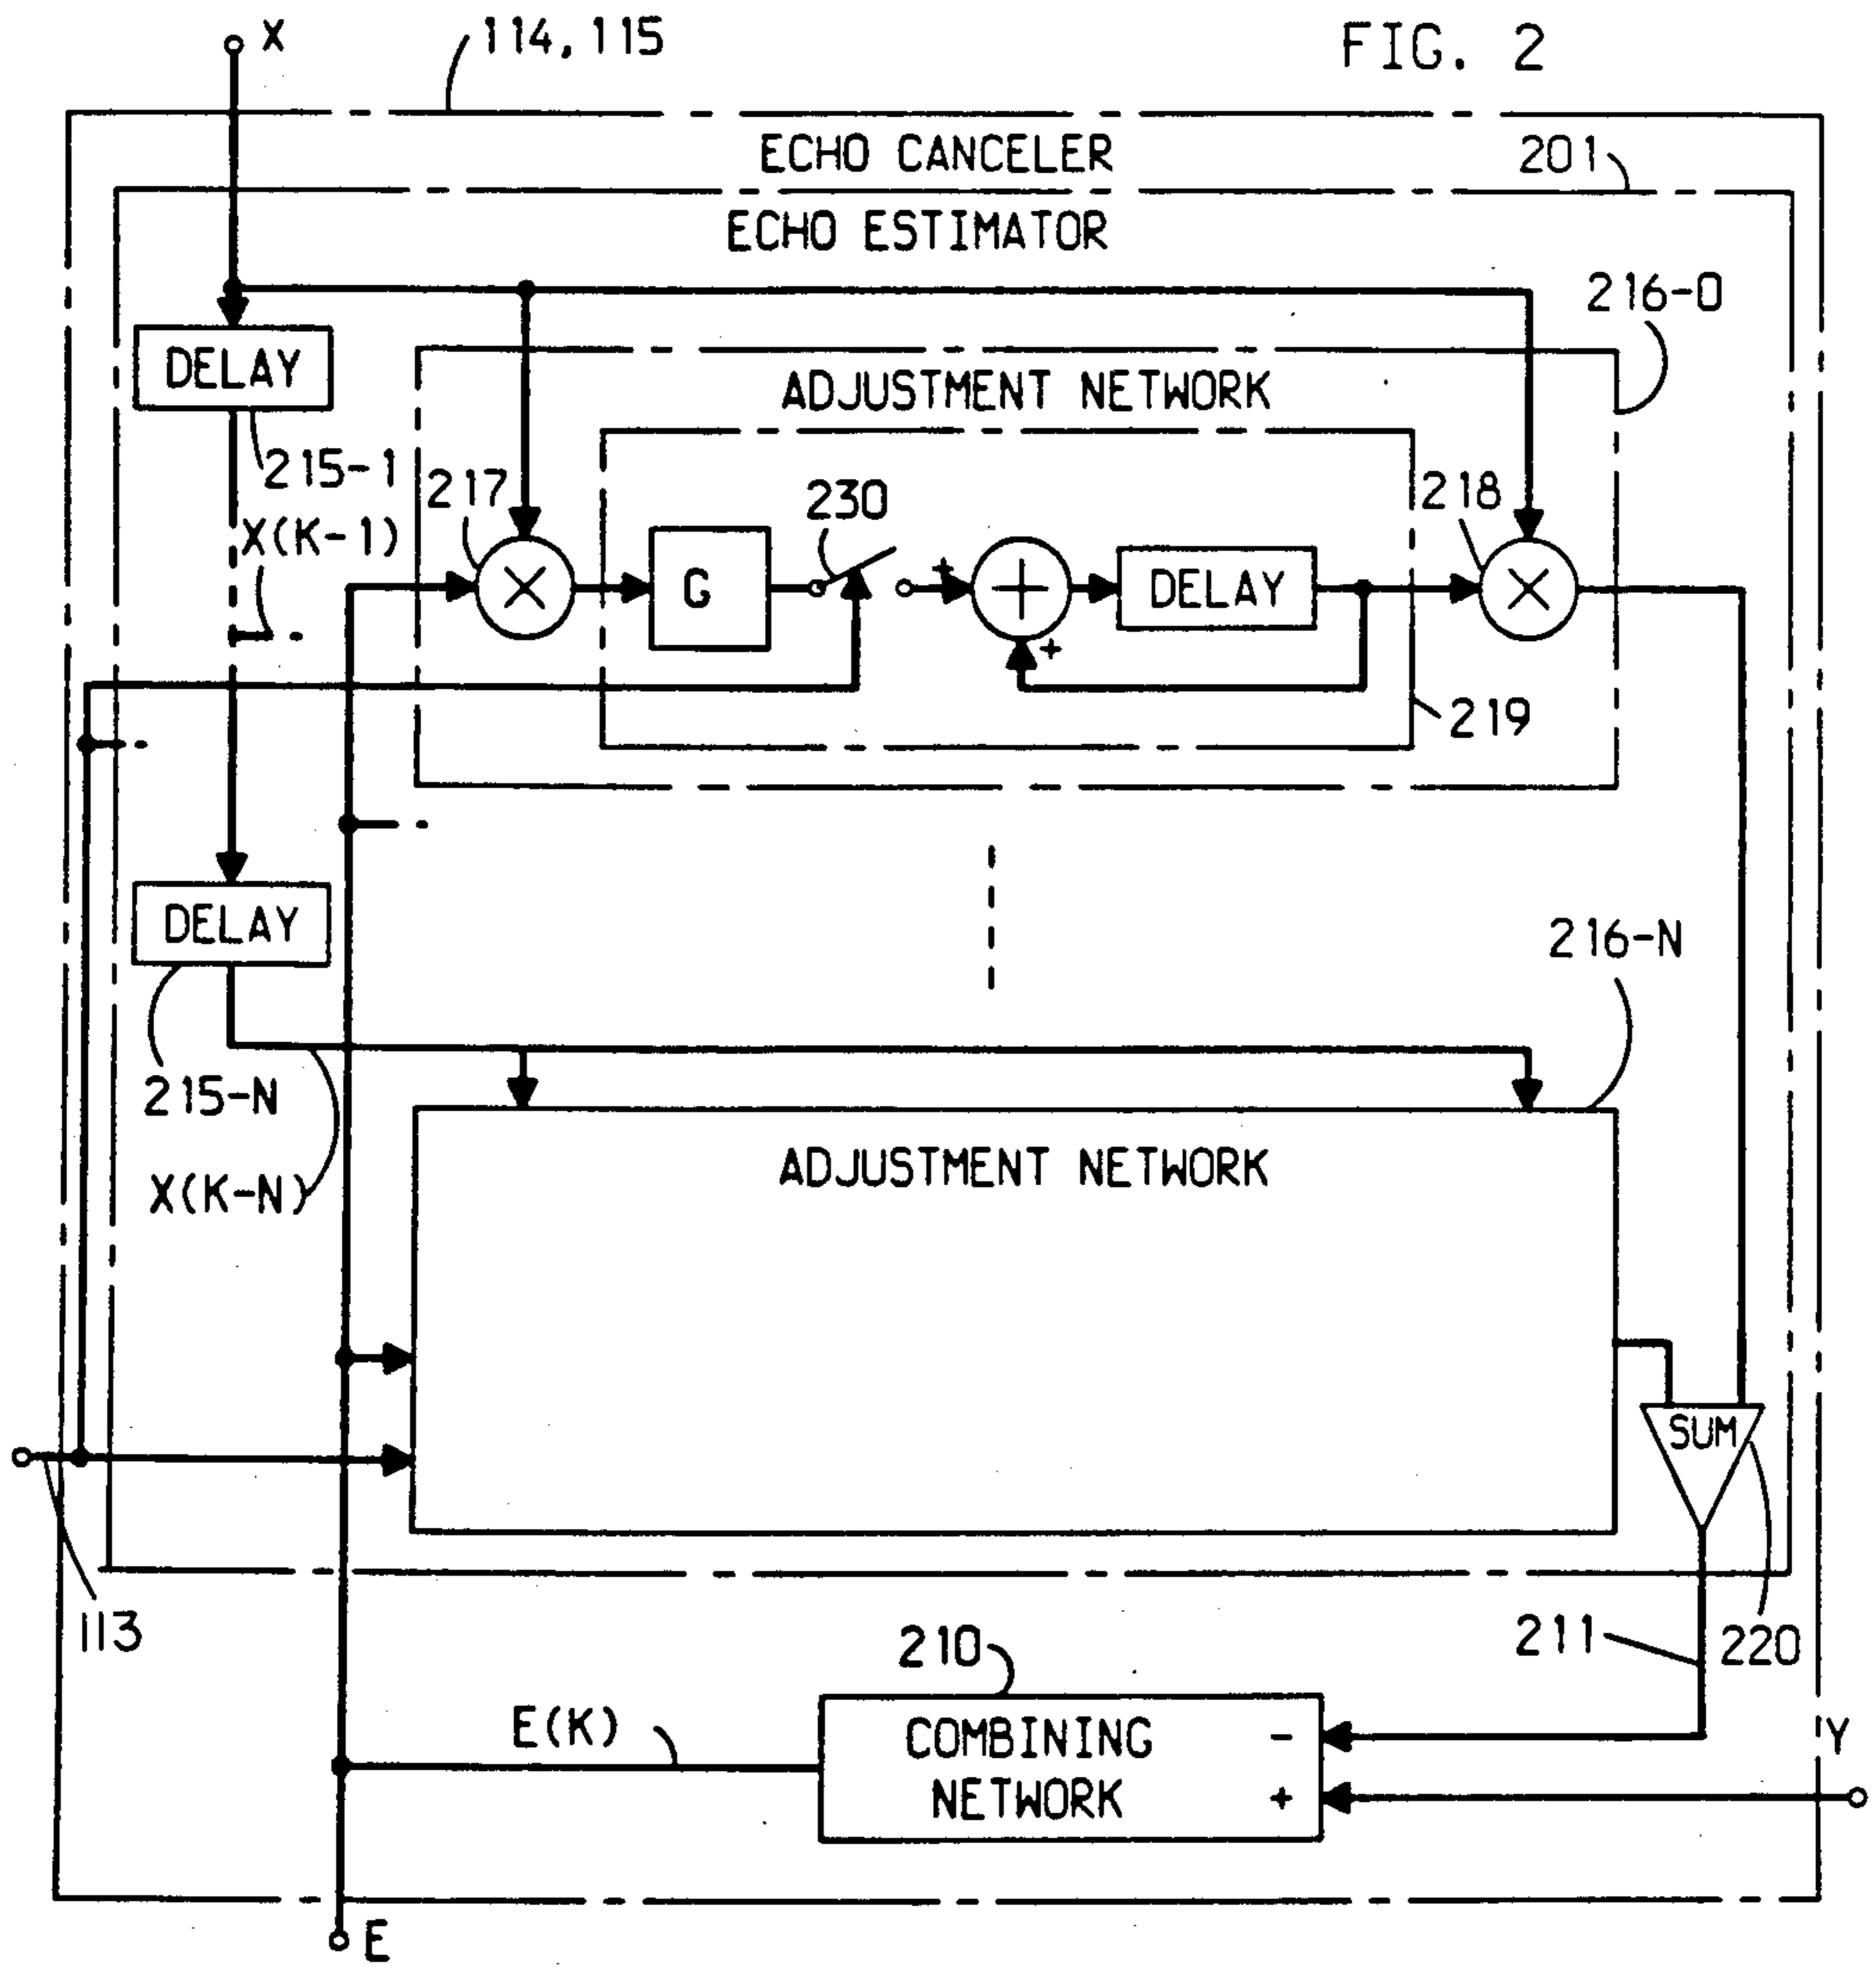 X
114, 115
FIG. 2
ECHO CANCELER
201
ECHO ESTIMATOR
216-0
DELAY
ADJUSTMENT NETWORK
215-1
217
230
218
X(K-1)
G
+
+
DELAY
×
×
+
219
DELAY
216-N
215-N
ADJUSTMENT NETWORK
X(K-N)
SUM
113
211
220
210
E(K)
COMBINING
NETWORK
-
+
Y
E